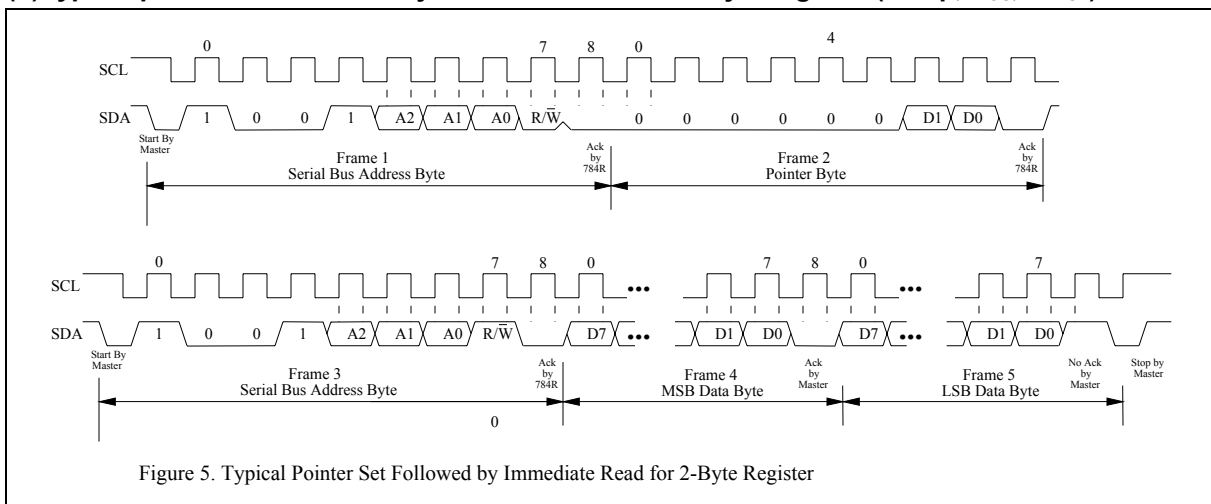 0 7 8 0 4
SCL
SDA 1 0 0 1 A2 A1 A0 R/W̅ 0 0 0 0 0 0 D1 D0
Start By
Master
Ack
by
784R
Ack
by
784R
Frame 1
Serial Bus Address Byte
Frame 2
Pointer Byte
0 7 8 0 7 8 0 7
SCL ••• •••
SDA 1 0 0 1 A2 A1 A0 R/W̅ D7 ••• D1 D0 D7 ••• D1 D0
Start By
Master
Ack
by
784R
Ack
by
Master
No Ack
by
Master
Stop by
Master
Frame 3
Serial Bus Address Byte
Frame 4
MSB Data Byte
Frame 5
LSB Data Byte
0
Figure 5. Typical Pointer Set Followed by Immediate Read for 2-Byte Register